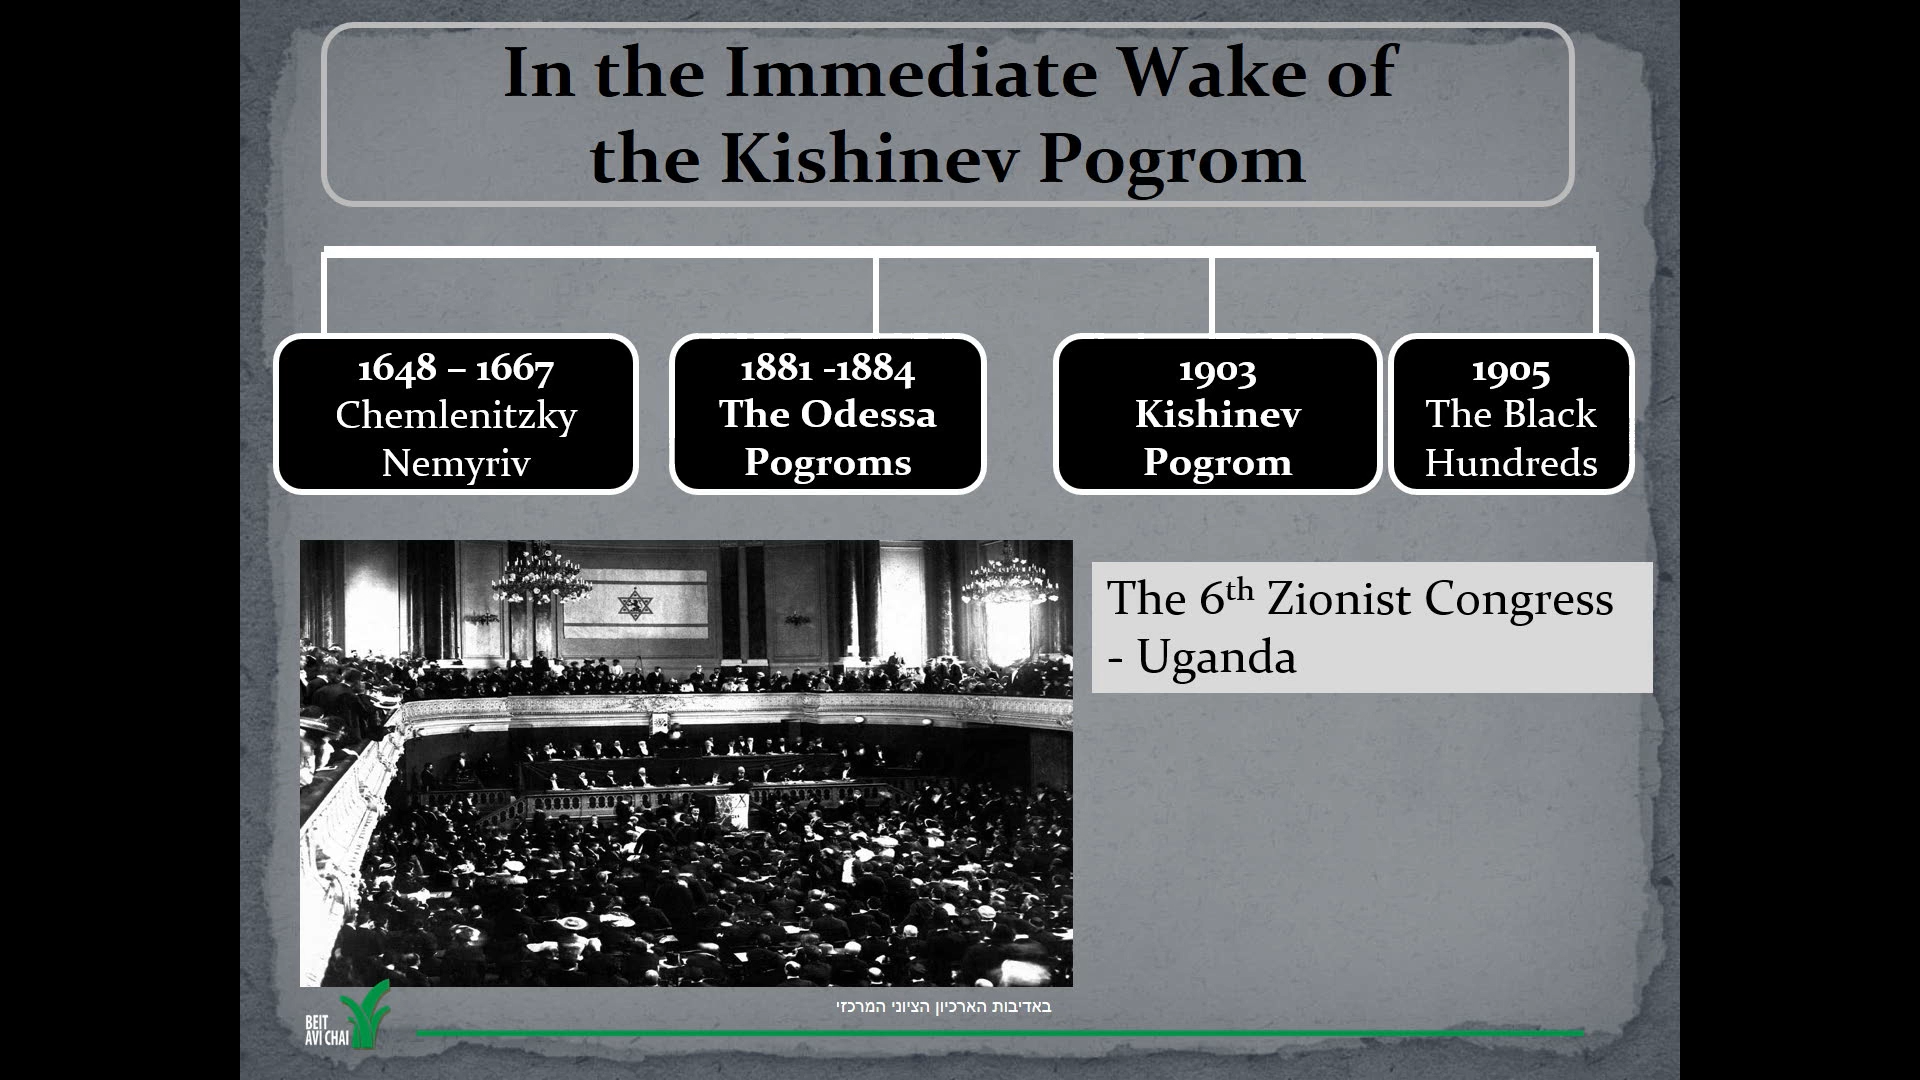 In the Immediate Wake of
the Kishinev Pogrom
1648 – 1667
Chemlenitzky
Nemyriv
1881 -1884
The Odessa
Pogroms
1903
Kishinev
Pogrom
1905
The Black
Hundreds
The 6th Zionist Congress
- Uganda
באדיבות הארכיון הציוני המרכזי
BEIT
AVI CHAI